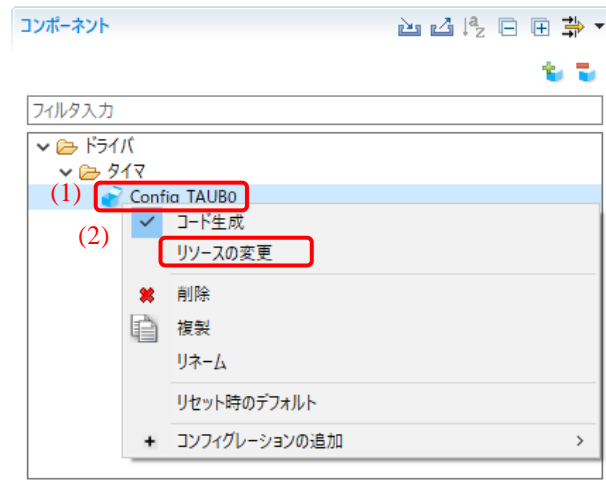 コンポーネント
フィルタ入力
ドライバ
タイマ
(1) Config_TAUB0
(2)
コード生成
リソースの変更
削除
複製
リネーム
リセット時のデフォルト
コンフィグレーションの追加